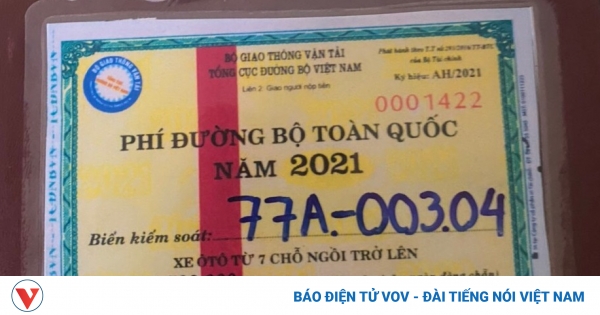 BỘ GIAO THÔNG VẬN TẢI
TỔNG CỤC ĐƯỜNG BỘ VIỆT NAM
Liên 2: Giao người nộp tiền
Ký hiệu: AH/2021
0001422
PHÍ ĐƯỜNG BỘ TOÀN QUỐC
NĂM 2021
Biển kiểm soát: 77A.-003.04
XE ÔTÔ TỪ 7 CHỖ NGỒI TRỞ LÊN
BÁO ĐIỆN TỬ VOV - ĐÀI TIẾNG NÓI VIỆT NAM